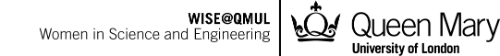 WISE@QMUL
Women in Science and Engineering
Queen Mary
University of London